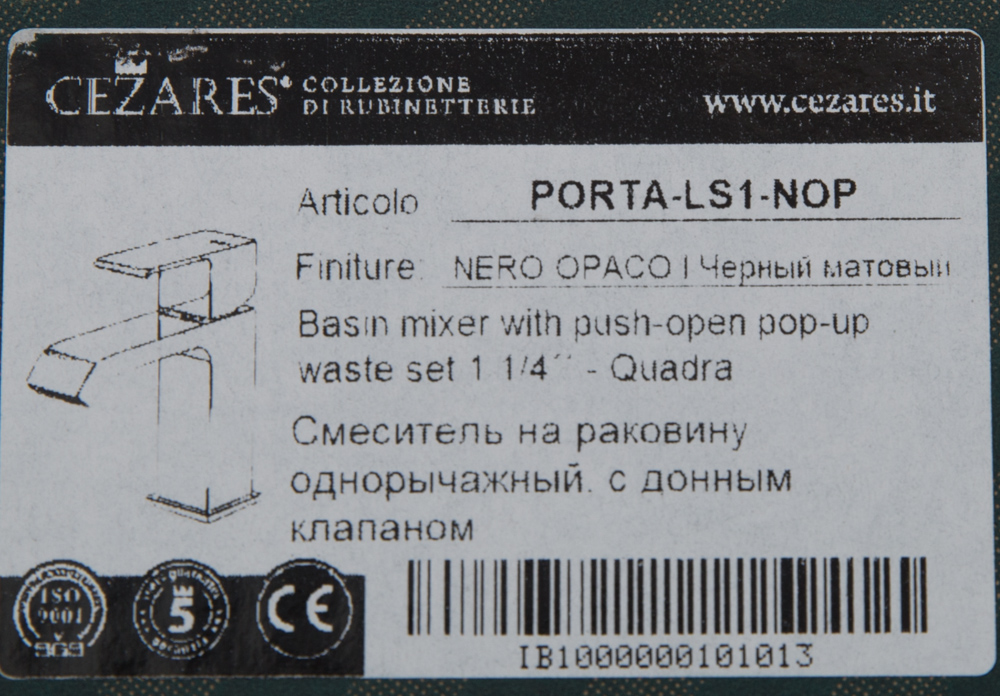 CEZARES COLLEZIONE
DI RUBINETTERIE
www.cezares.it
Articolo PORTA-LS1-NOP
Finiture: NERO OPACO | Черный матовый
Basin mixer with push-open pop-up
waste set 1 1/4´´ - Quadra
Смеситель на раковину
однорычажный, с донным
клапаном
ISO
9001
5
CE
IB1000000101013